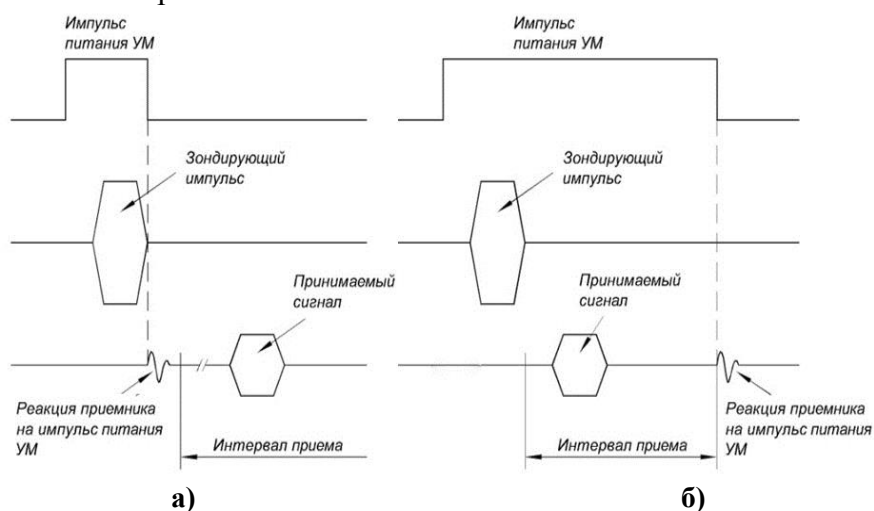 Импульс
питания УМ
Зондирующий
импульс
Принимаемый
сигнал
Реакция приемника
на импульс питания
УМ
Интервал приема
а)
Импульс
питания УМ
Зондирующий
импульс
Принимаемый
сигнал
Реакция приемника
на импульс питания
УМ
Интервал приема
б)